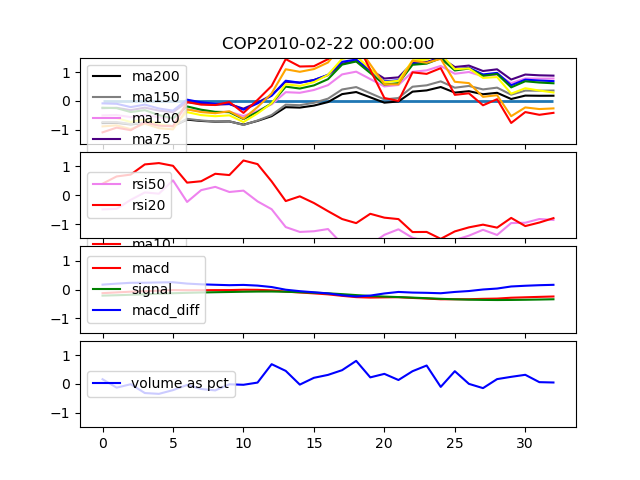 COP2010-02-22 00:00:00
1
0
−1
ma200
ma150
ma100
ma75
1
0
−1
rsi50
rsi20
ma10
1
0
−1
macd
signal
macd_diff
1
0
−1
volume as pct
0 5 10 15 20 25 30